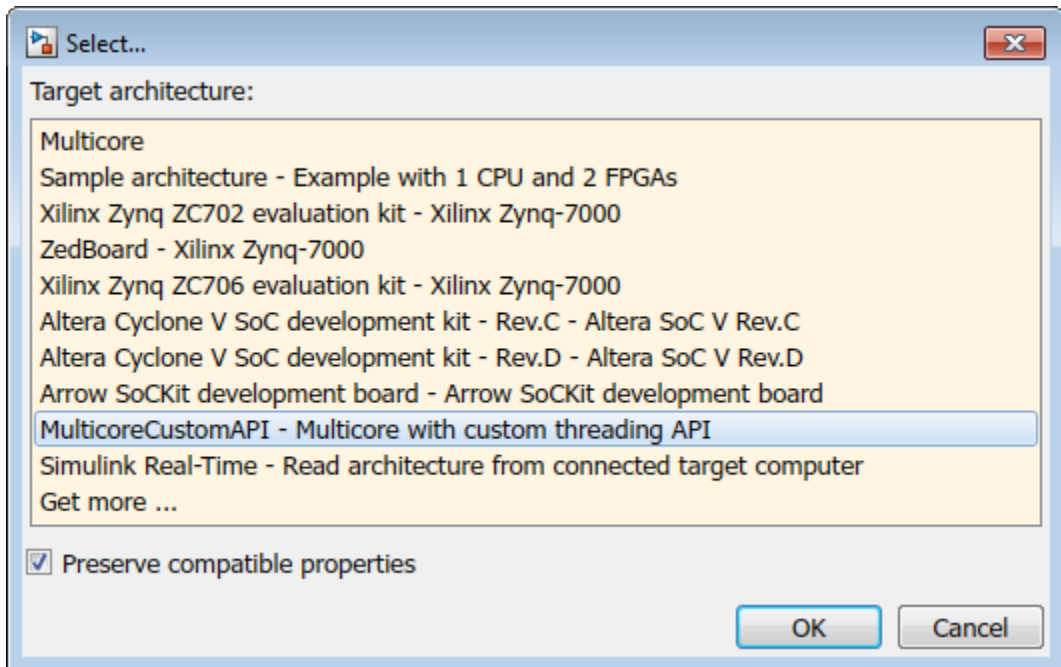 Select...
Target architecture:
Multicore
Sample architecture - Example with 1 CPU and 2 FPGAs
Xilinx Zynq ZC702 evaluation kit - Xilinx Zynq-7000
ZedBoard - Xilinx Zynq-7000
Xilinx Zynq ZC706 evaluation kit - Xilinx Zynq-7000
Altera Cyclone V SoC development kit - Rev.C - Altera SoC V Rev.C
Altera Cyclone V SoC development kit - Rev.D - Altera SoC V Rev.D
Arrow SoCKit development board - Arrow SoCKit development board
MulticoreCustomAPI - Multicore with custom threading API
Simulink Real-Time - Read architecture from connected target computer
Get more ...
Preserve compatible properties
OK Cancel